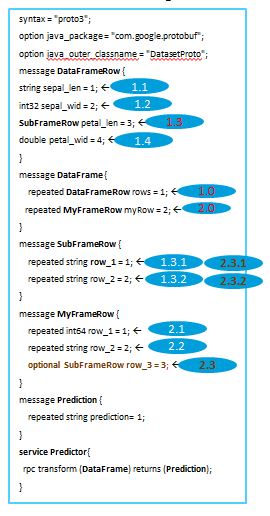 syntax = "proto3";
option java_package= "com.google.protobuf";
option java_outer_classname = "DatasetProto";
message DataFrameRow {
string sepal_len = 1; ← 1.1
int32 sepal_wid = 2; ← 1.2
SubFrameRow petal_len = 3; ← 1.3
double petal_wid = 4; ← 1.4
}
message DataFrame {
repeated DataFrameRow rows = 1; ← 1.0
repeated MyFrameRow myRow = 2; ← 2.0
}
message SubFrameRow {
repeated string row_1 = 1; ← 1.3.1 2.3.1
repeated string row_2 = 2; ← 1.3.2 2.3.2
}
message MyFrameRow {
repeated int64 row_1 = 1; ← 2.1
repeated string row_2 = 2; ← 2.2
optional SubFrameRow row_3 = 3; ← 2.3
}
message Prediction {
repeated string prediction= 1;
}
service Predictor{
rpc transform (DataFrame) returns (Prediction);
}